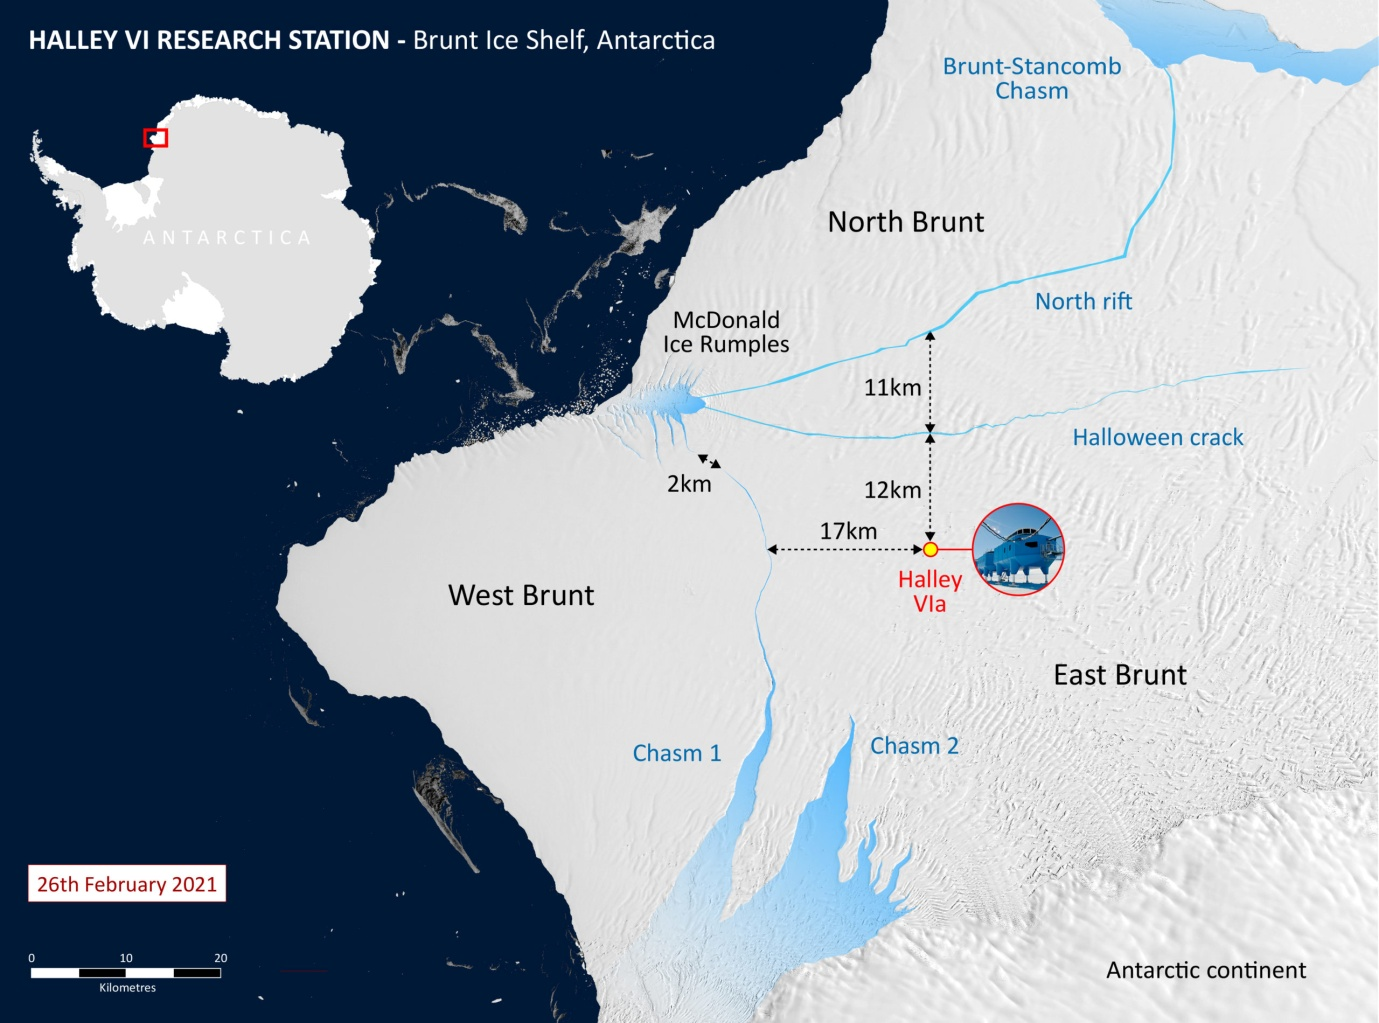 HALLEY VI RESEARCH STATION - Brunt Ice Shelf, Antarctica
Brunt-Stancomb
Chasm
ANTARCTICA
North Brunt
North rift
McDonald
Ice Rumples
11km
Halloween crack
2km
12km
17km
Halley
VIa
West Brunt
East Brunt
Chasm 1
Chasm 2
26th February 2021
0 10 20
Kilometres
Antarctic continent